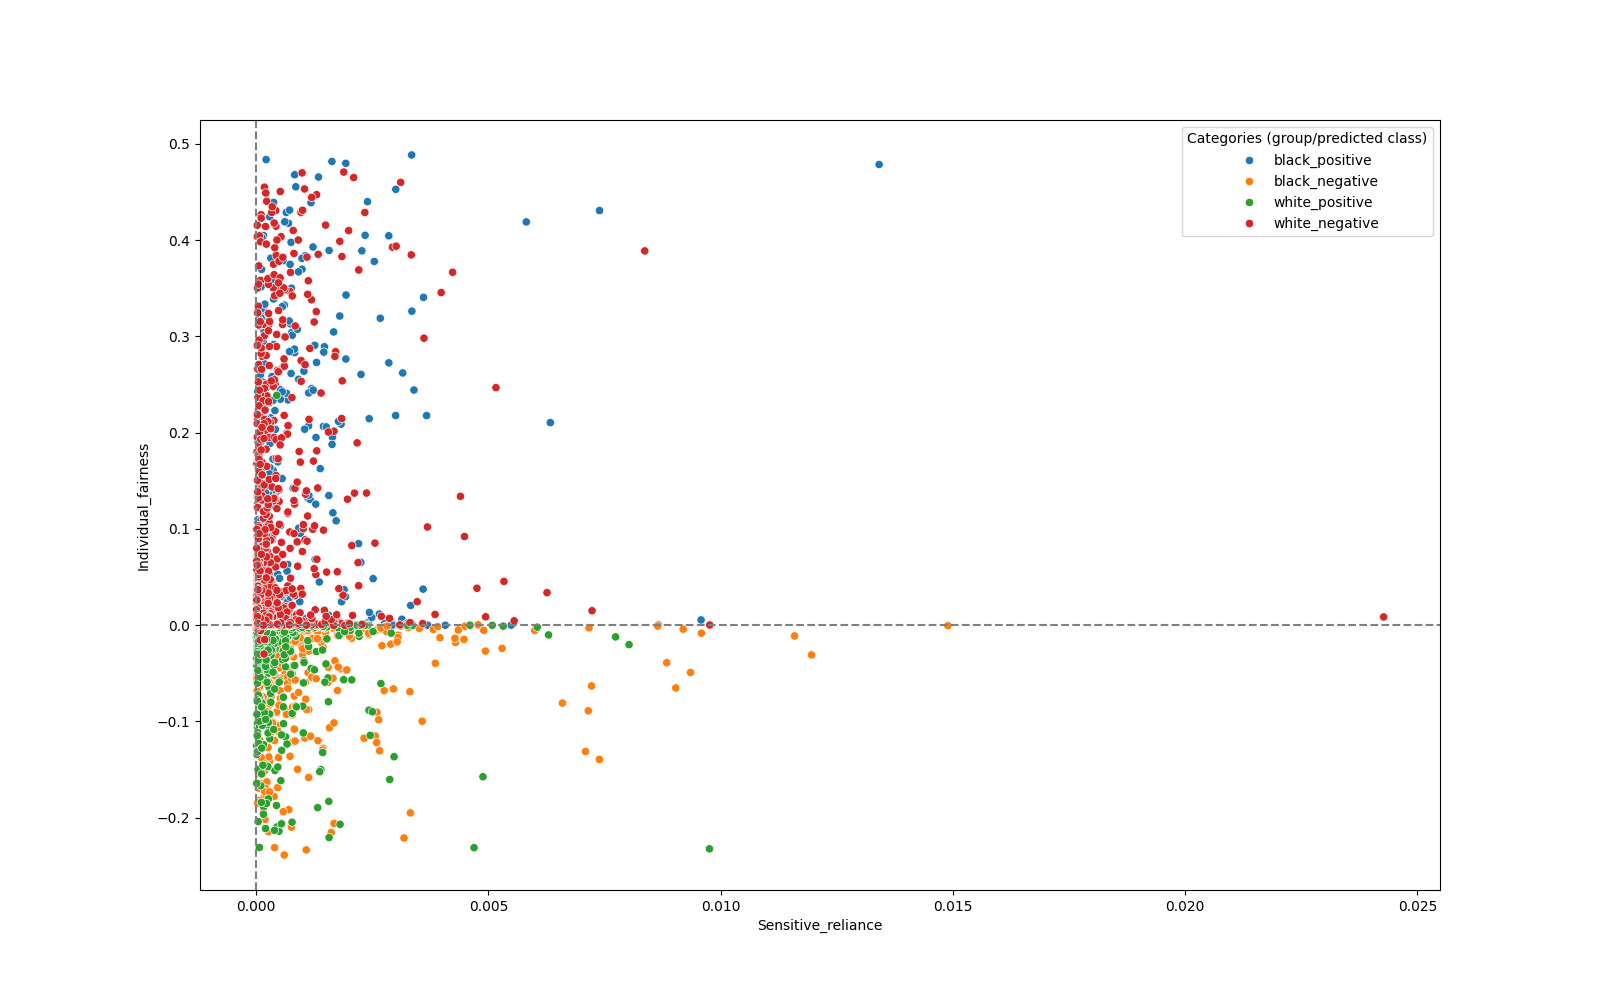 Categories (group/predicted class)
black_positive
black_negative
white_positive
white_negative
0.5
0.4
0.3
0.2
0.1
0.0
−0.1
−0.2
Individual_fairness
0.000
0.005
0.010
0.015
0.020
0.025
Sensitive_reliance